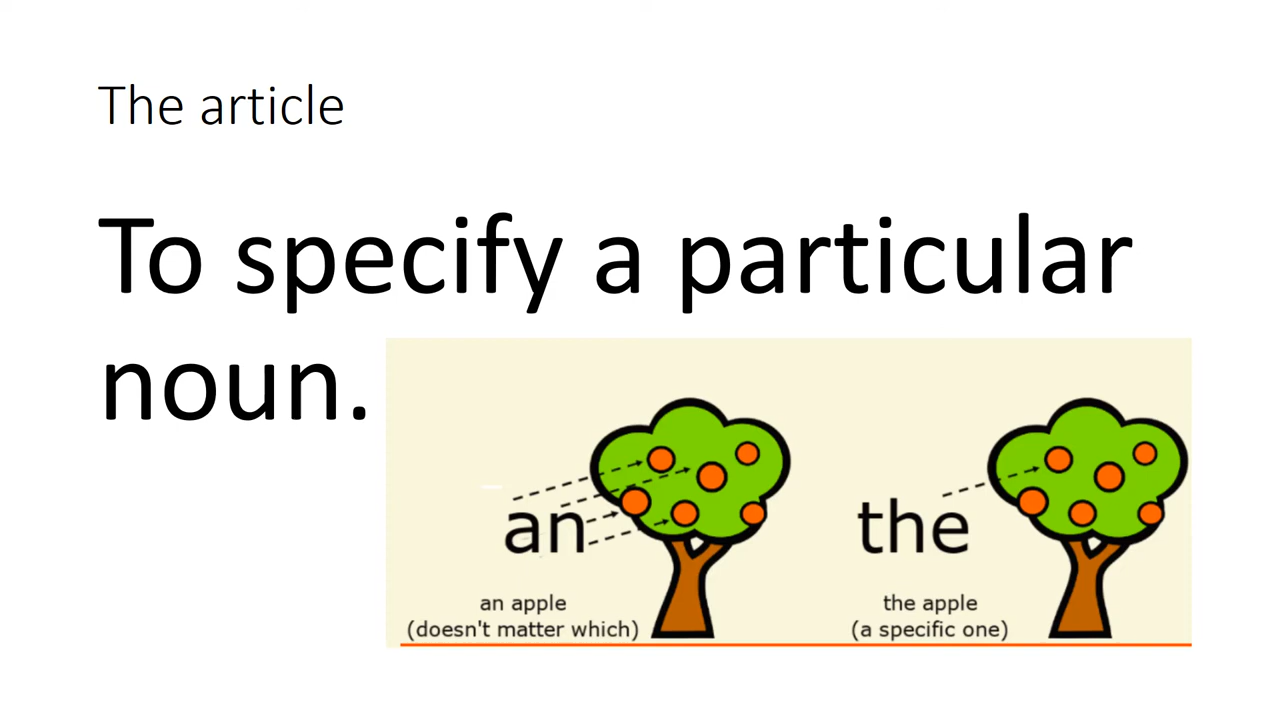 The article
To specify a particular
noun.
an
the
an apple
(doesn't matter which)
the apple
(a specific one)